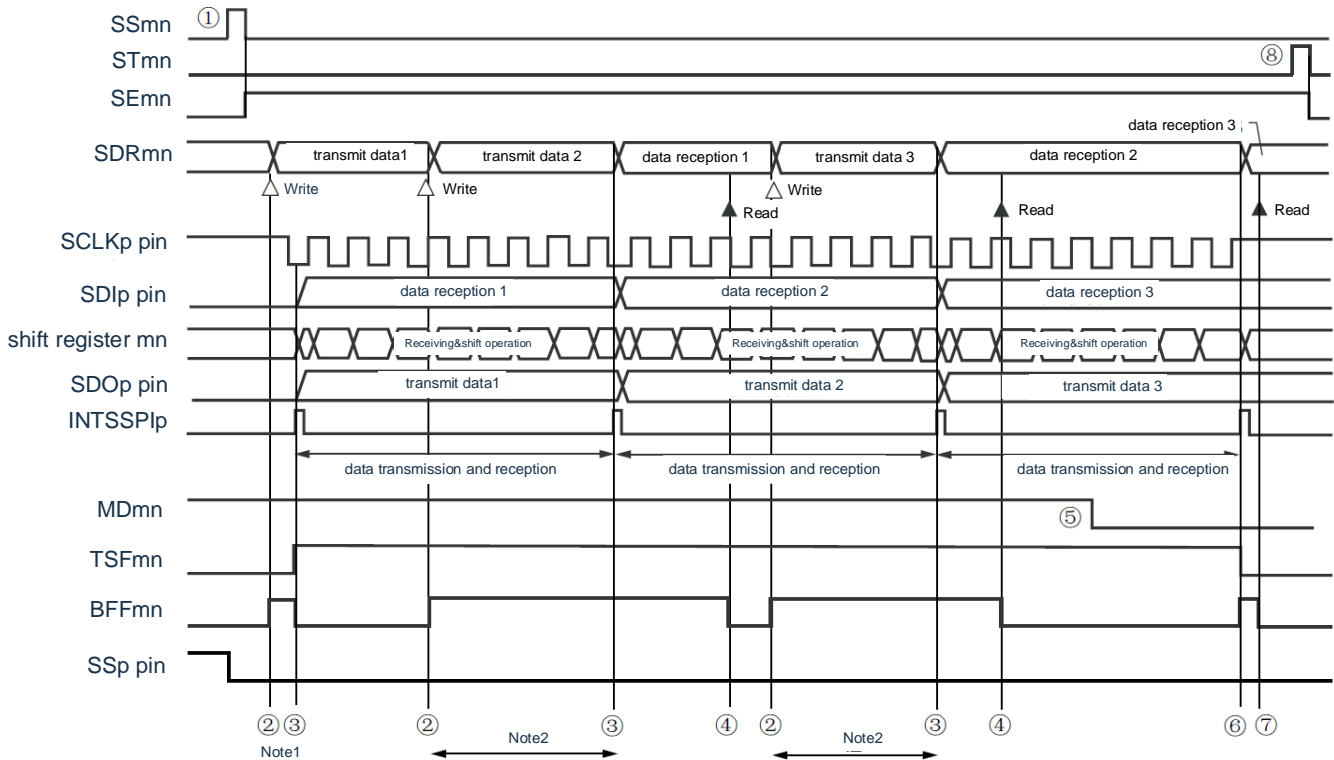 ① SSmn
STmn ⑧
SEmn
data reception 3
SDRmn transmit data1 transmit data 2 data reception 1 transmit data 3 data reception 2
Write Write Write
Read Read Read
SCLKp pin
SDIp pin data reception 1 data reception 2 data reception 3
shift register mn Receiving&shift operation Receiving&shift operation Receiving&shift operation
SDOp pin transmit data1 transmit data 2 transmit data 3
INTSSPIp
data transmission and reception data transmission and reception data transmission and reception
MDmn ⑤
TSFmn
BFFmn
SSp pin
② ③ ② ③ ④ ② ③ ④ ⑥ ⑦
Note1 Note2 Note2